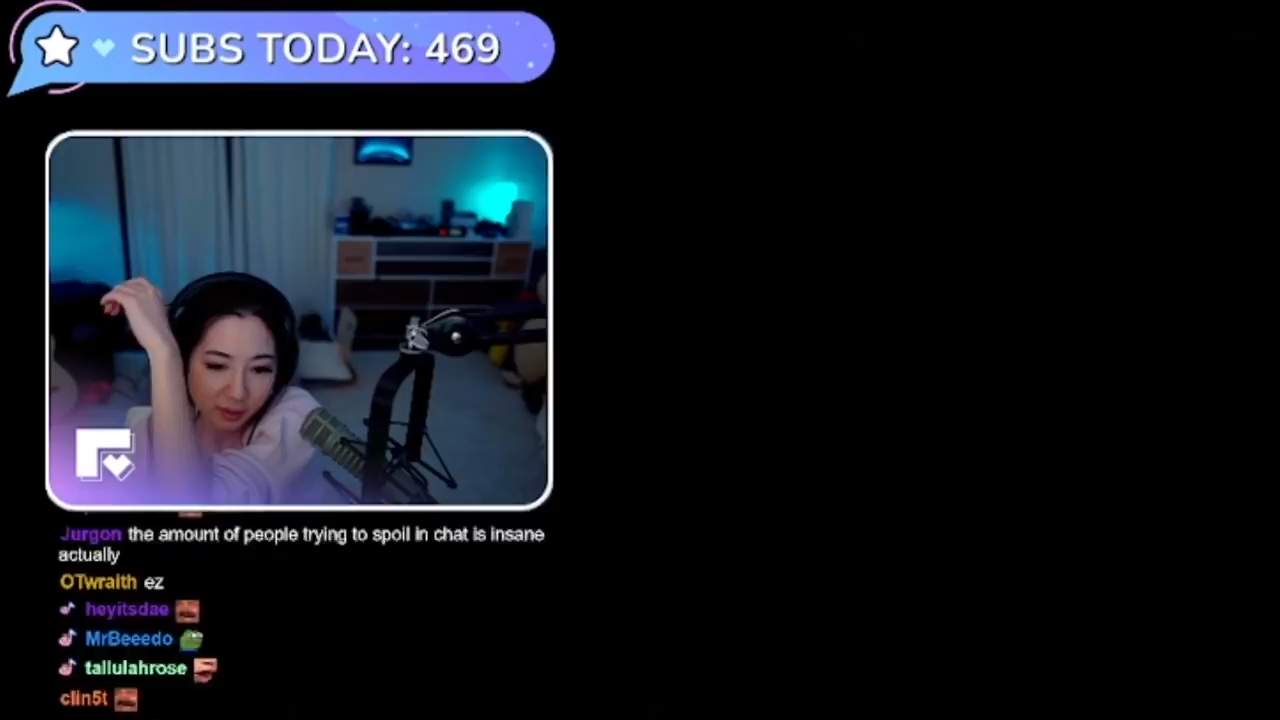 SUBS TODAY: 469
Jurgon the amount of people trying to spoil in chat is insane
actually
OTwraith ez
heyitsdae
MrBeeedo
tallulahrose
clin5t